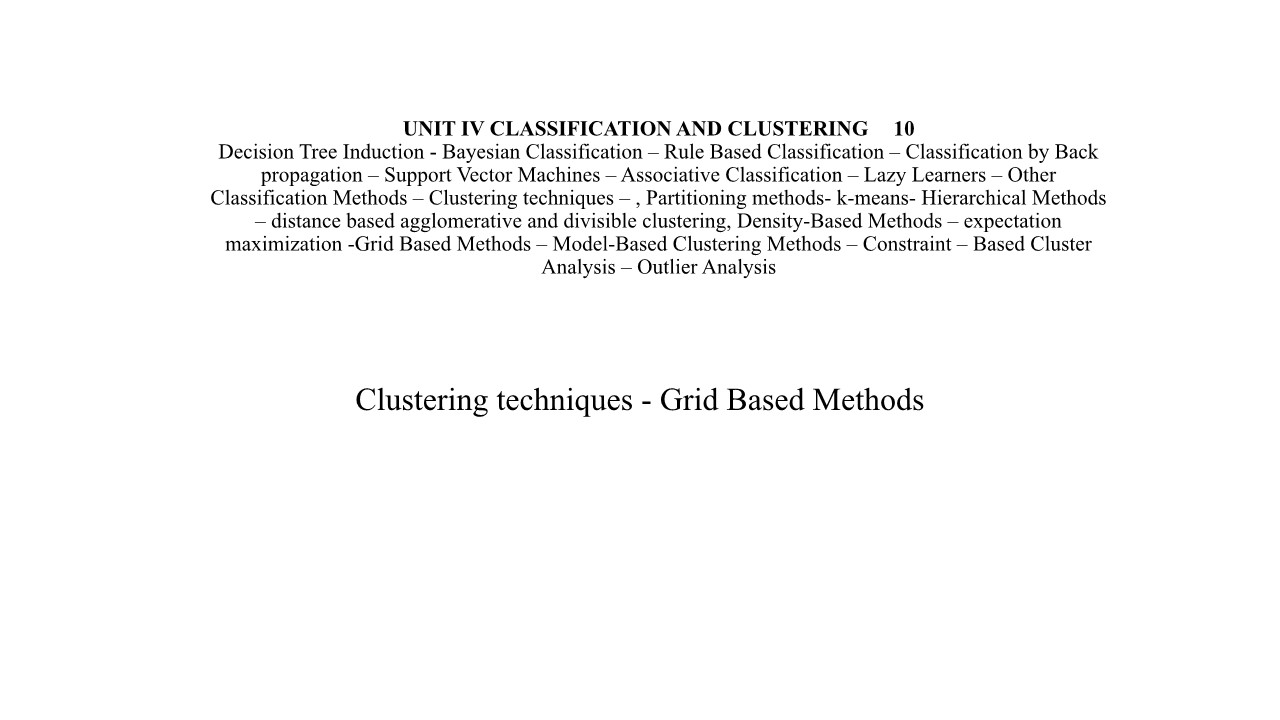 UNIT IV CLASSIFICATION AND CLUSTERING 10
Decision Tree Induction - Bayesian Classification – Rule Based Classification – Classification by Back
propagation – Support Vector Machines – Associative Classification – Lazy Learners – Other
Classification Methods – Clustering techniques – , Partitioning methods- k-means- Hierarchical Methods
– distance based agglomerative and divisible clustering, Density-Based Methods – expectation
maximization -Grid Based Methods – Model-Based Clustering Methods – Constraint – Based Cluster
Analysis – Outlier Analysis
Clustering techniques - Grid Based Methods